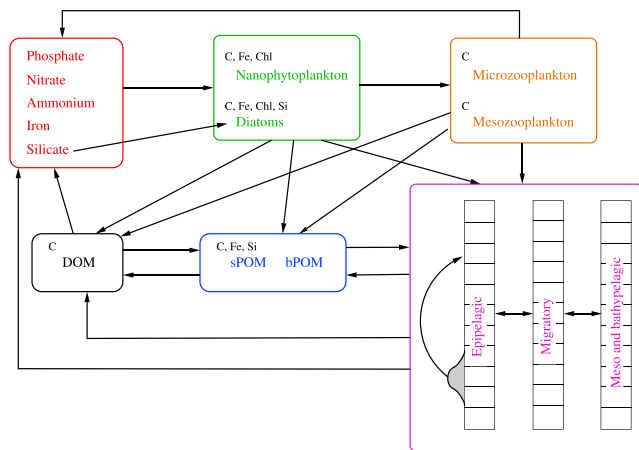 Phosphate
Nitrate
Ammonium
Iron
Silicate
C, Fe, Chl
Nanophytoplankton
C, Fe, Chl, Si
Diatoms
C
Microzooplankton
C
Mesozooplankton
C
DOM
C, Fe, Si
sPOM bPOM
Epipelagic
Migratory
Meso and bathypelagic